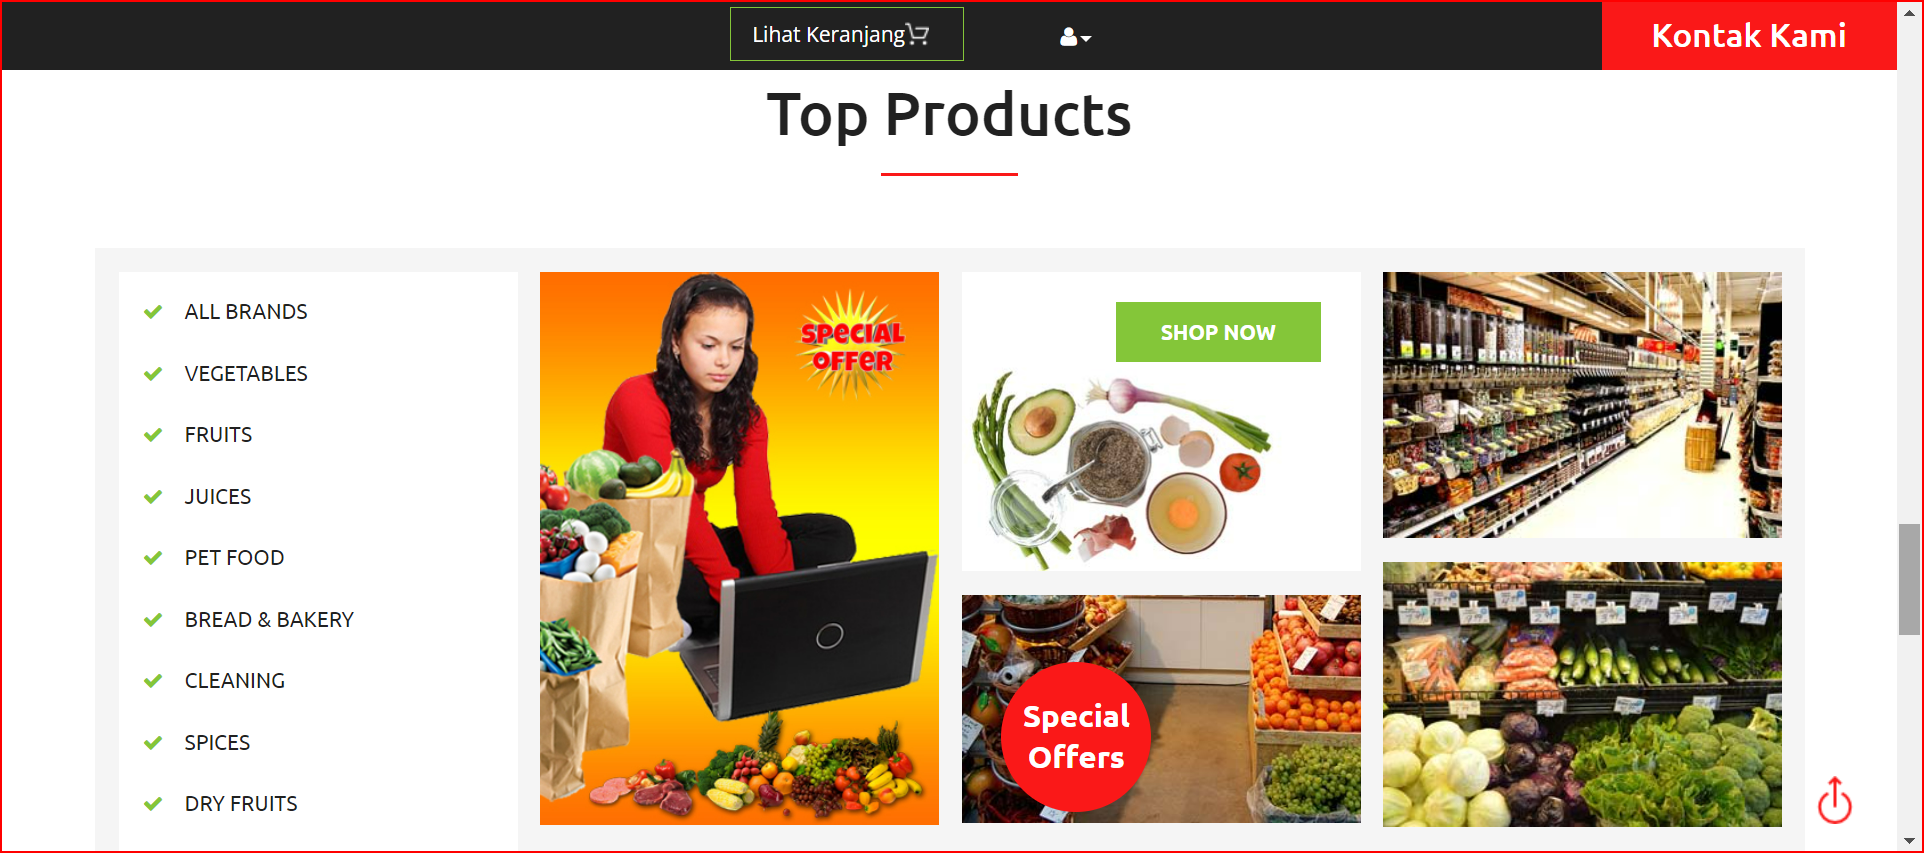 Lihat Keranjang
Kontak Kami
Top Products
ALL BRANDS
VEGETABLES
FRUITS
JUICES
PET FOOD
BREAD & BAKERY
CLEANING
SPICES
DRY FRUITS
SPECIAL
OFFER
SHOP NOW
Special
Offers